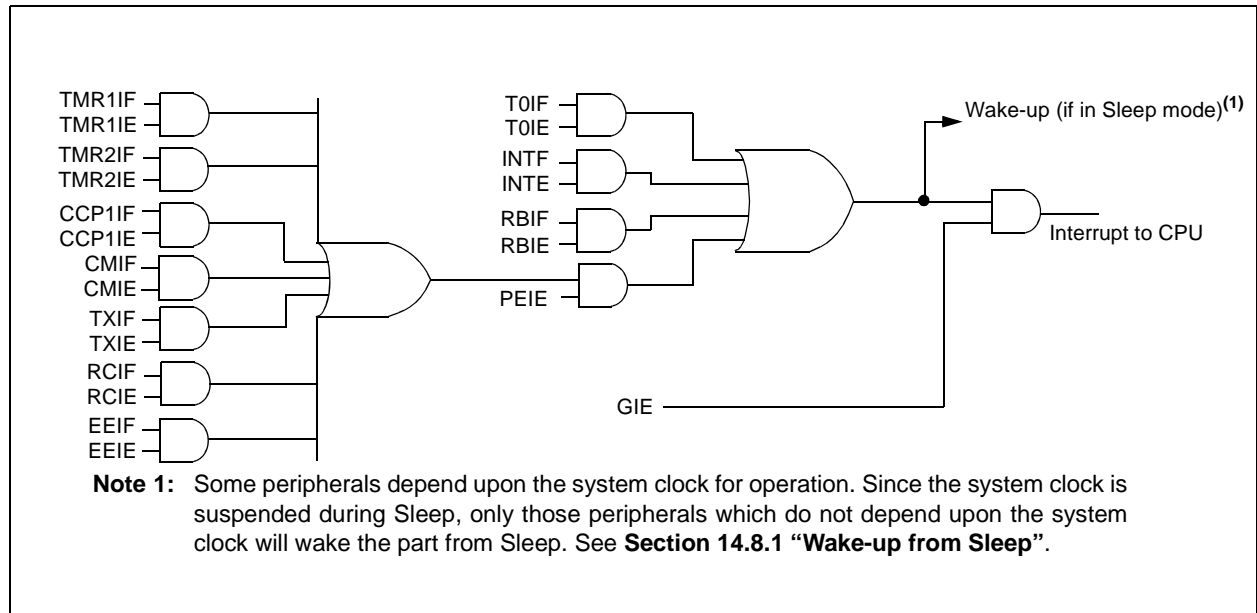 TMR1IF
TMR1IE
TMR2IF
TMR2IE
CCP1IF
CCP1IE
CMIF
CMIE
TXIF
TXIE
RCIF
RCIE
EEIF
EEIE
T0IF
T0IE
INTF
INTE
RBIF
RBIE
PEIE
GIE
Wake-up (if in Sleep mode)(1)
Interrupt to CPU
Note 1: Some peripherals depend upon the system clock for operation. Since the system clock is
suspended during Sleep, only those peripherals which do not depend upon the system
clock will wake the part from Sleep. See Section 14.8.1 “Wake-up from Sleep”.